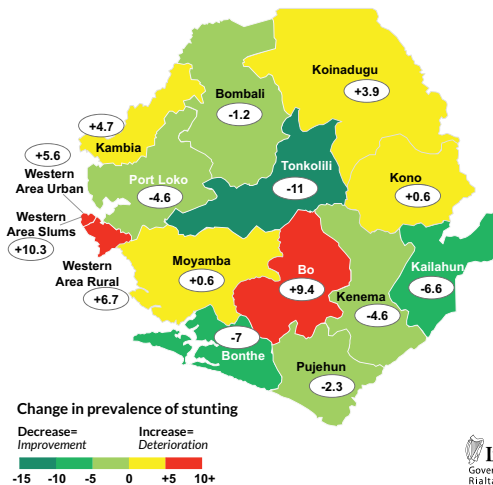 Koinadugu
+3.9
Bombali
-1.2
+4.7
Kambia
+5.6
Western
Area Urban
Port Loko
-4.6
Tonkolili
-11
Kono
+0.6
Western
Area Slums
+10.3
Western
Area Rural
+6.7
Moyamba
+0.6
Bo
+9.4
Kailahun
-6.6
Kenema
-4.6
-7
Bonthe
Pujehun
-2.3
Change in prevalence of stunting
Decrease= Increase=
Improvement Deterioration
-15 -10 -5 0 +5 10+
Govern
Rialta